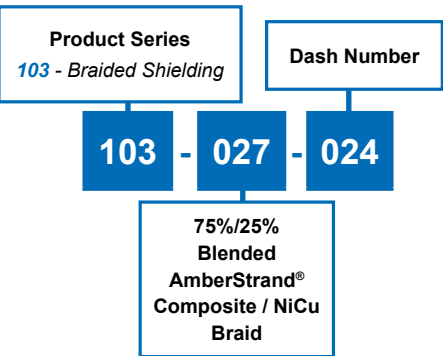 Product Series
103 - Braided Shielding
Dash Number
103 - 027 - 024
75%/25%
Blended
AmberStrand®
Composite / NiCu
Braid